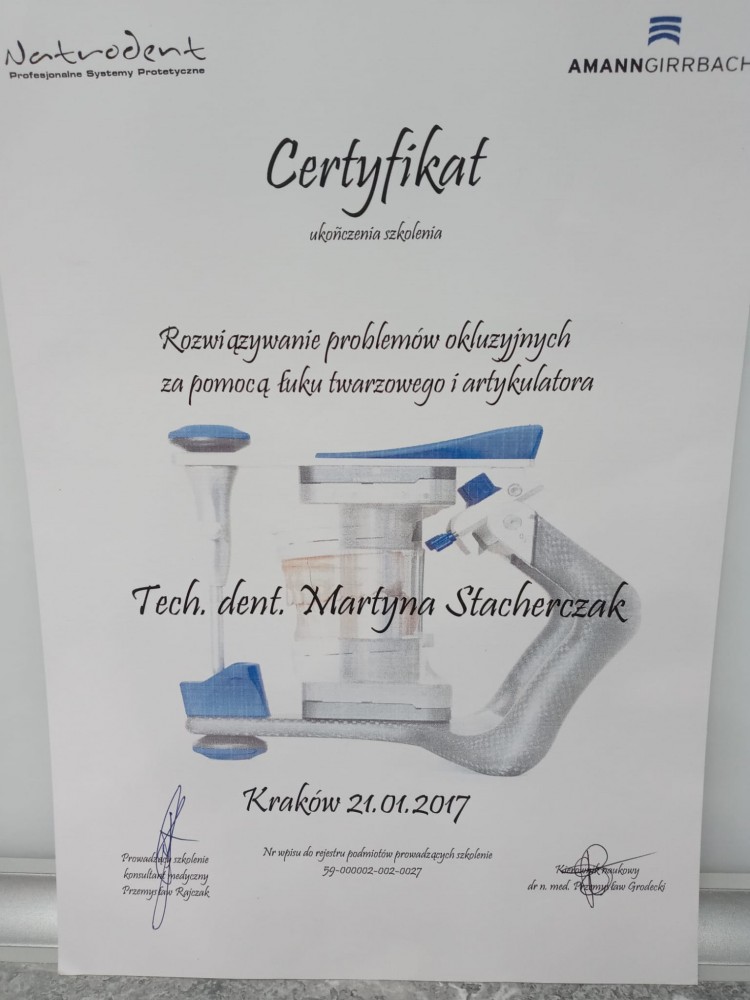 Natrodent
Profesjonalne Systemy Protetyczne
AMANNGIRRBACH
Certyfikat
ukończenia szkolenia
Rozwiązywanie problemów okluzyjnych
za pomocą łuku twarzowego i artykulatora
Tech. dent. Martyna Stacherczak
Kraków 21.01.2017
Prowadzący szkolenie
konsultant medyczny
Przemysław Rajczak
Nr wpisu do rejestru podmiotów prowadzących szkolenie
59-000002-002-0027
Kierownik naukowy
dr n. med. Przemysław Grodecki